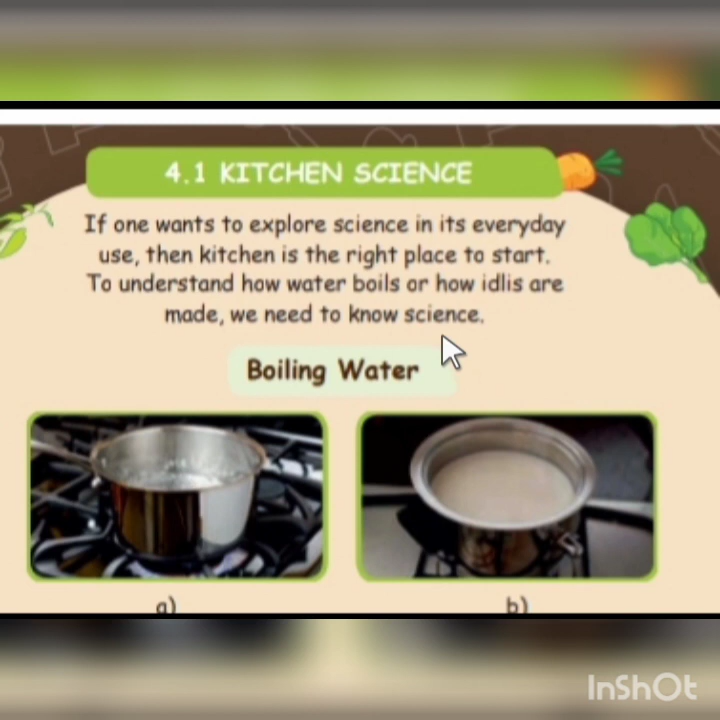 4.1 KITCHEN SCIENCE
If one wants to explore science in its everyday
use, then kitchen is the right place to start.
To understand how water boils or how idlis are
made, we need to know science.
Boiling Water
a)
b)
InShOt